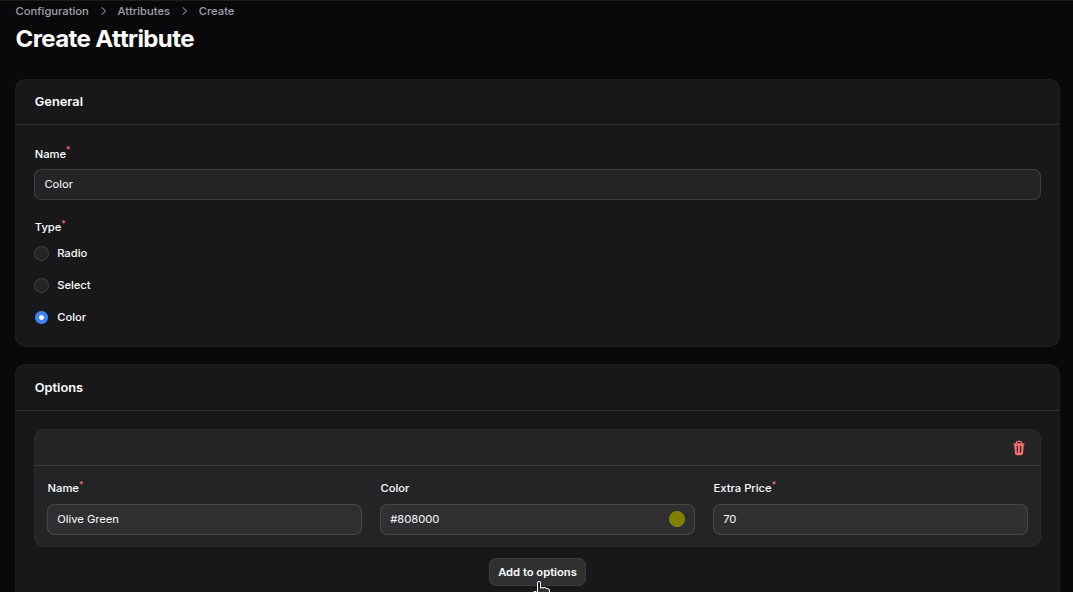 Configuration > Attributes > Create
Create Attribute
General
Name*
Color
Type*
Radio
Select
Color
Options
Name* Color Extra Price*
Olive Green #808000 70
Add to options